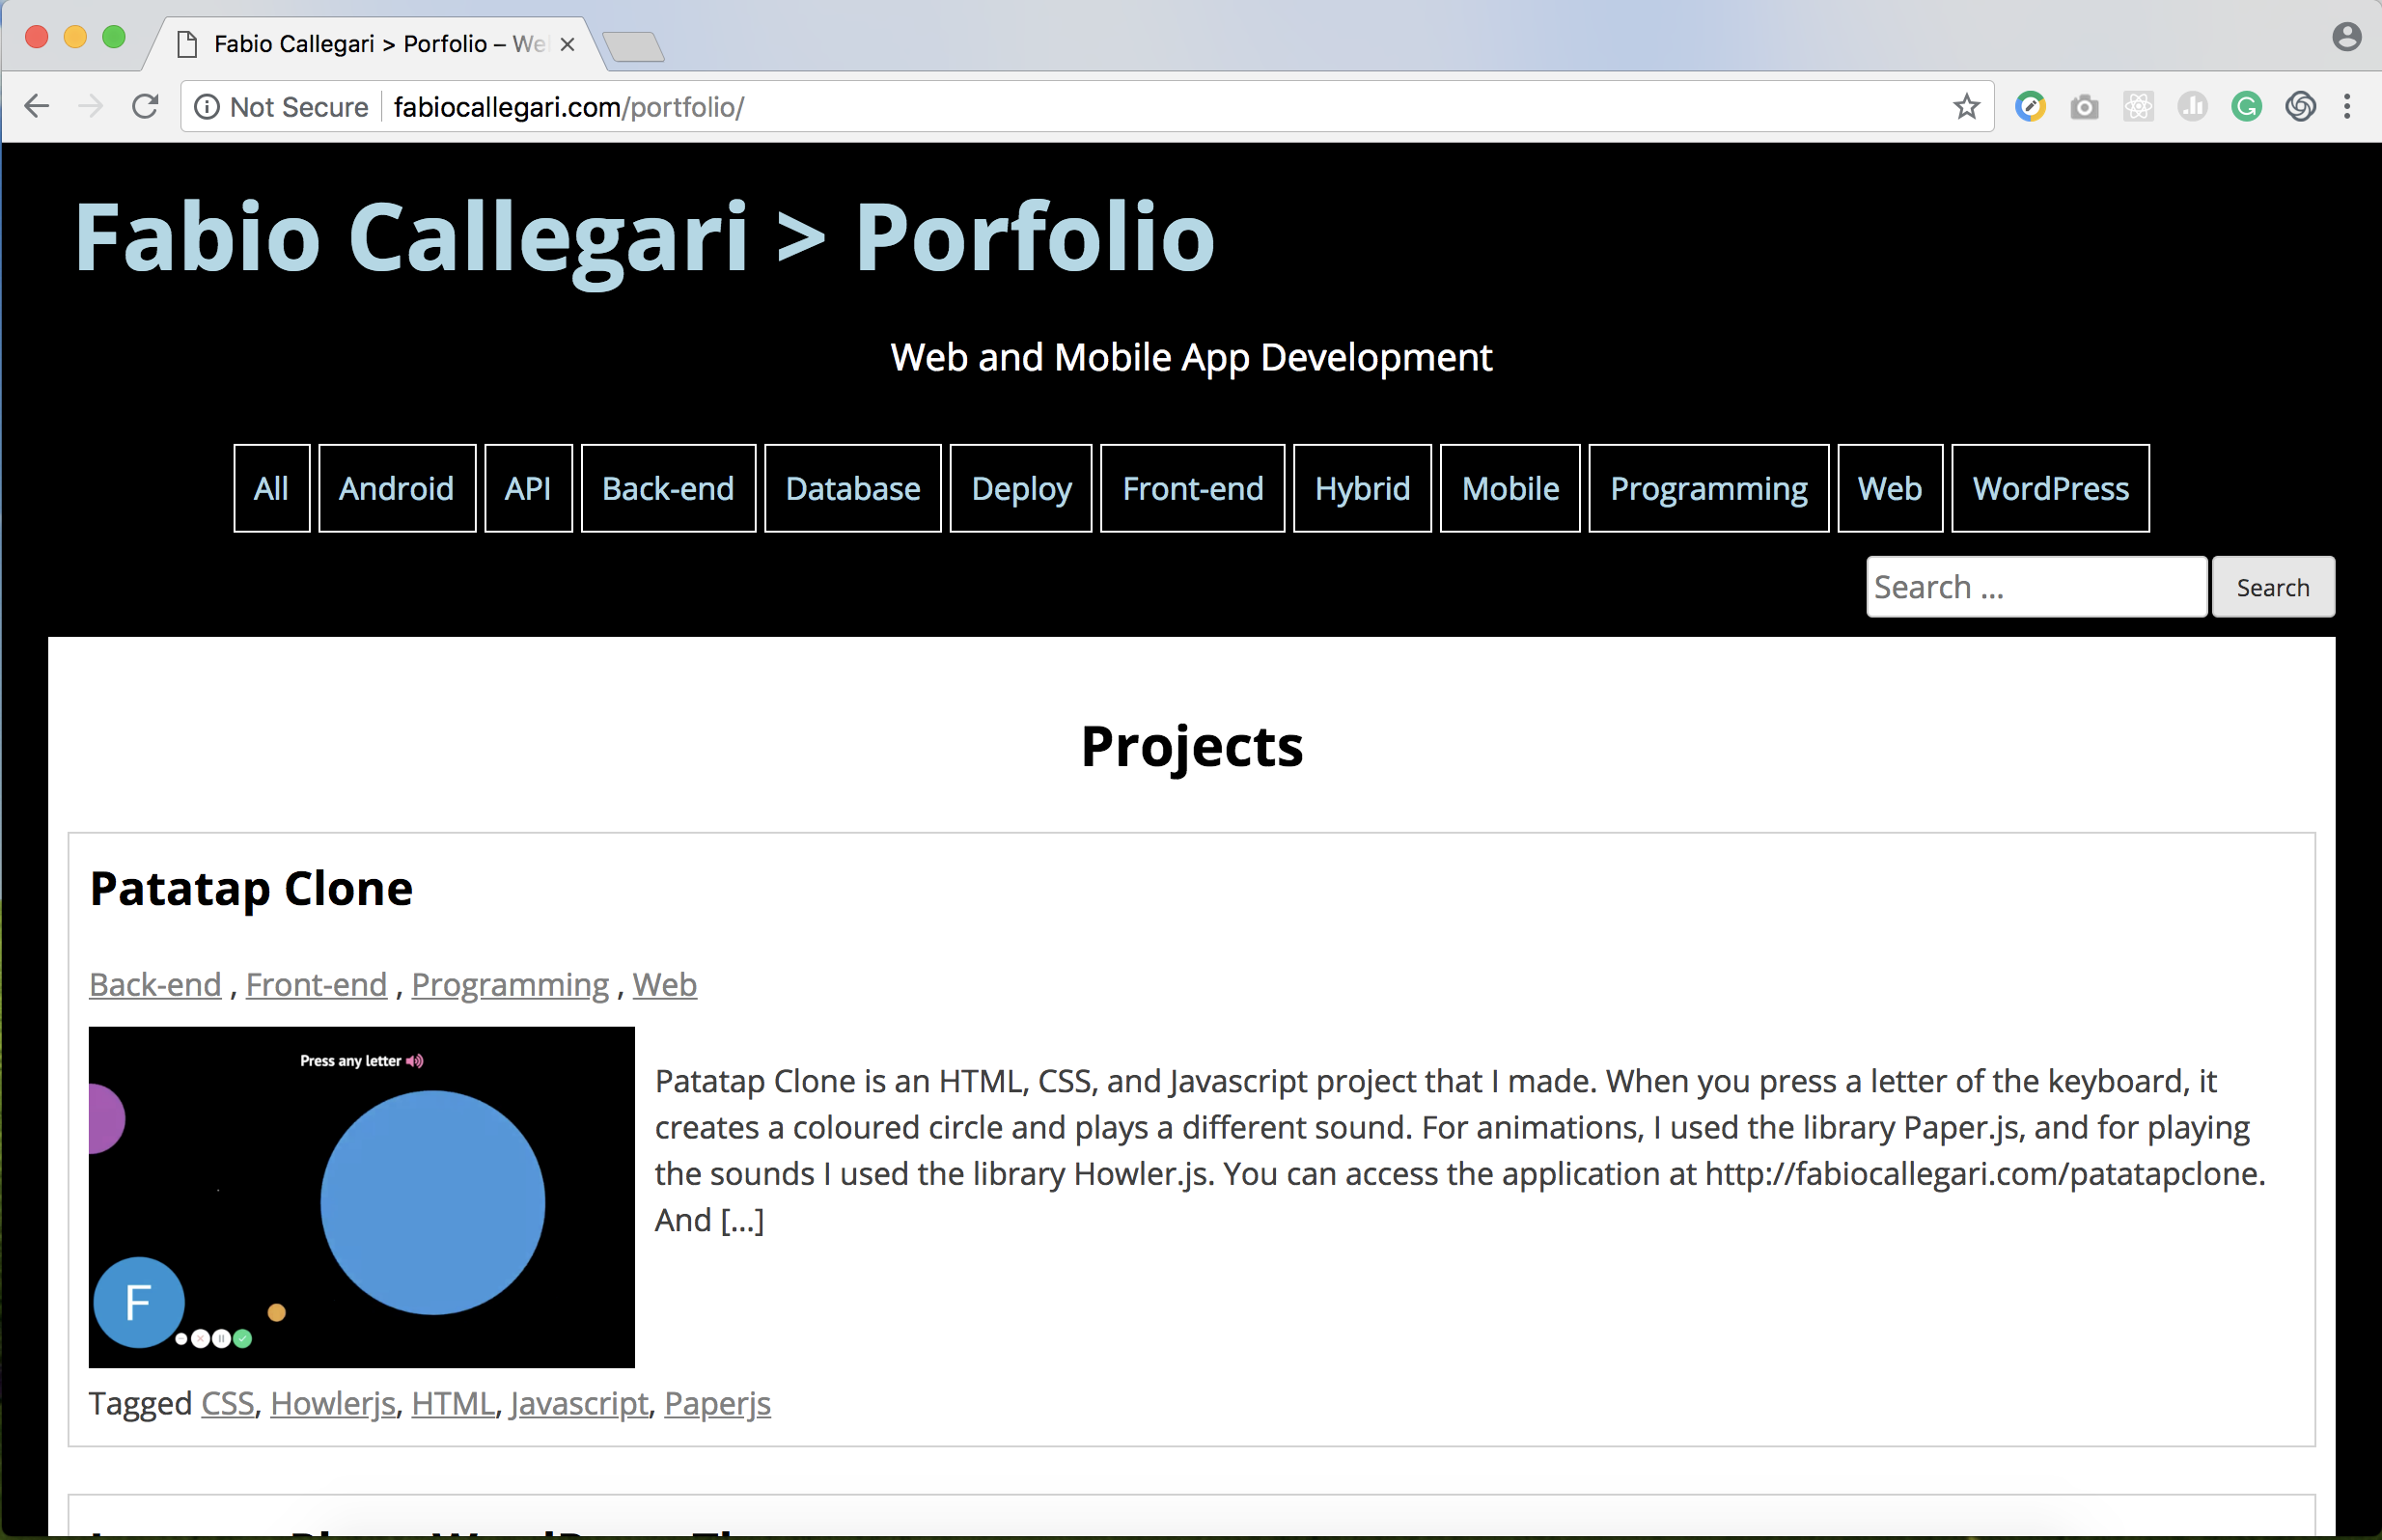 Fabio Callegari > Porfolio – We
Not Secure
fabiocallegari.com/portfolio/
Fabio Callegari > Porfolio
Web and Mobile App Development
All Android API Back-end Database Deploy Front-end Hybrid Mobile Programming Web WordPress
Search ... Search
Projects
Patatap Clone
Back-end , Front-end , Programming , Web
Press any letter
F
Patatap Clone is an HTML, CSS, and Javascript project that I made. When you press a letter of the keyboard, it
creates a coloured circle and plays a different sound. For animations, I used the library Paper.js, and for playing
the sounds I used the library Howler.js. You can access the application at http://fabiocallegari.com/patatapclone.
And [...]
Tagged CSS, Howlerjs, HTML, Javascript, Paperjs